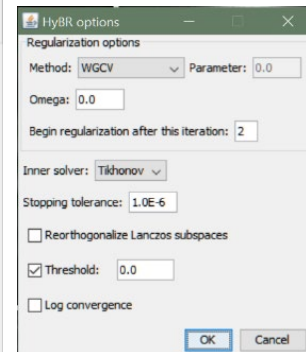 HyBR options
Regularization options
Method: WGCV Parameter: 0.0
Omega: 0.0
Begin regularization after this iteration: 2
Inner solver: Tikhonov
Stopping tolerance: 1.0E-6
Reorthogonalize Lanczos subspaces
Threshold: 0.0
Log convergence
OK Cancel